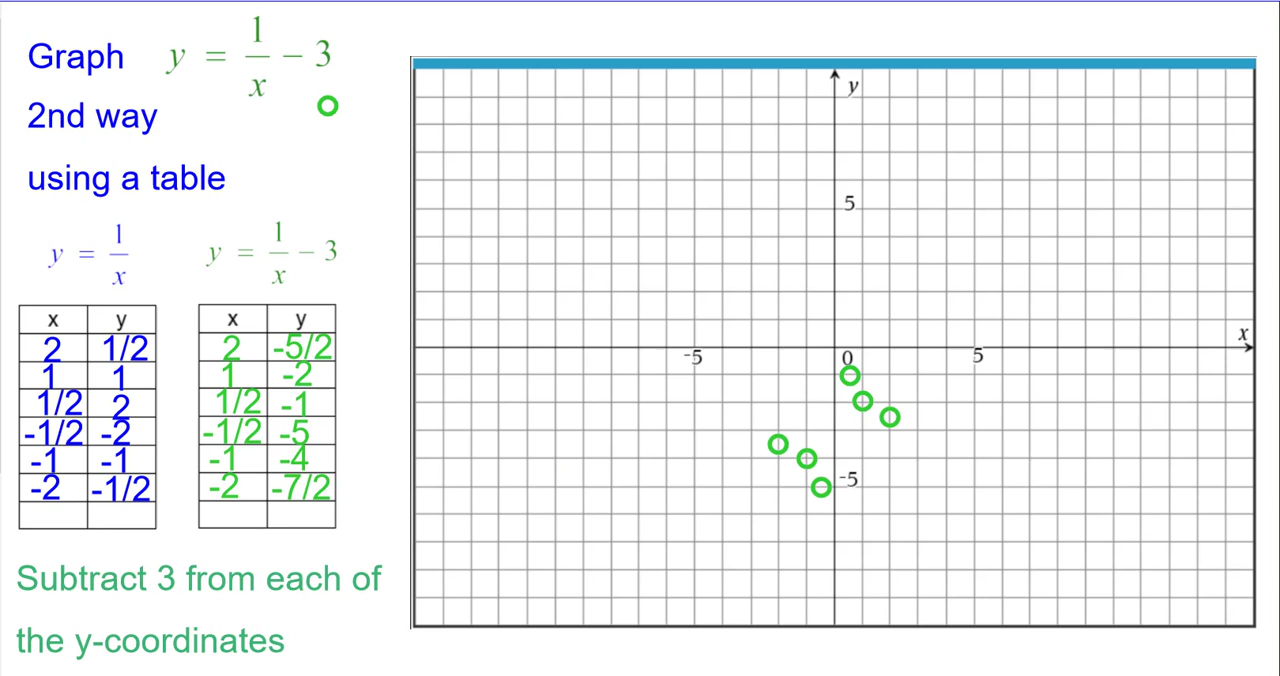 Graph y = 1/x − 3
2nd way
using a table
y = 1/x
y = 1/x − 3
x y
2 1/2
1 1
1/2 2
-1/2 -2
-1 -1
-2 -1/2
x y
2 -5/2
1 -2
1/2 -1
-1/2 -5
-1 -4
-2 -7/2
Subtract 3 from each of
the y-coordinates
y
5
x
-5 0 5
-5